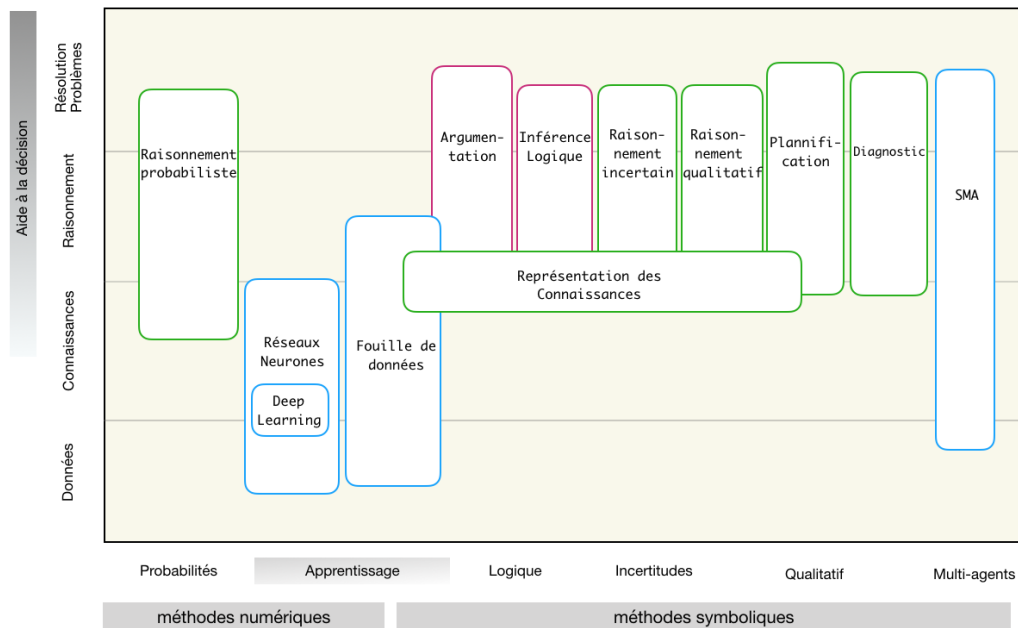 Aide à la décision
Résolution
Problèmes
Raisonnement
Connaissances
Données
Raisonnement
probabiliste
Réseaux
Neurones
Deep
Learning
Fouille de
données
Argumen-
tation
Inférence
Logique
Raison-
nement
incertain
Raison-
nement
qualitatif
Plannifi-
cation
Diagnostic
SMA
Représentation des
Connaissances
Probabilités
Apprentissage
Logique
Incertitudes
Qualitatif
Multi-agents
méthodes numériques
méthodes symboliques